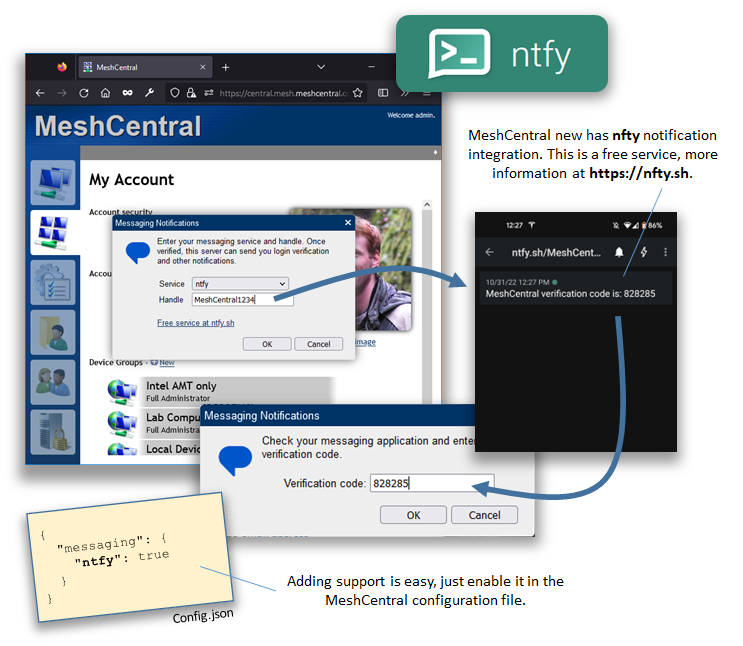 ntfy
MeshCentral
https://central.mesh.meshcentral.c
MeshCentral
Welcome admin.
My Account
Account security
Messaging Notifications
Enter your messaging service and handle. Once
verified, this server can send you login verification
and other notifications.
Service
ntfy
Handle
MeshCentral1234
Free service at ntfy.sh
OK
Cancel
Accou
image
Device Groups - New
Intel AMT only
Full Administrator
Lab Compu
Full Administrator
Local Devic
MeshCentral new has nfty notification
integration. This is a free service, more
information at https://nfty.sh.
12:27
86%
ntfy.sh/MeshCent...
10/31/22 12:27 PM
MeshCentral verification code is: 828285
Messaging Notifications
Check your messaging application and enter
verification code.
Verification code:
828285
OK
Cancel
{
"messaging": {
"ntfy": true
}
}
Config.json
Adding support is easy, just enable it in the
MeshCentral configuration file.